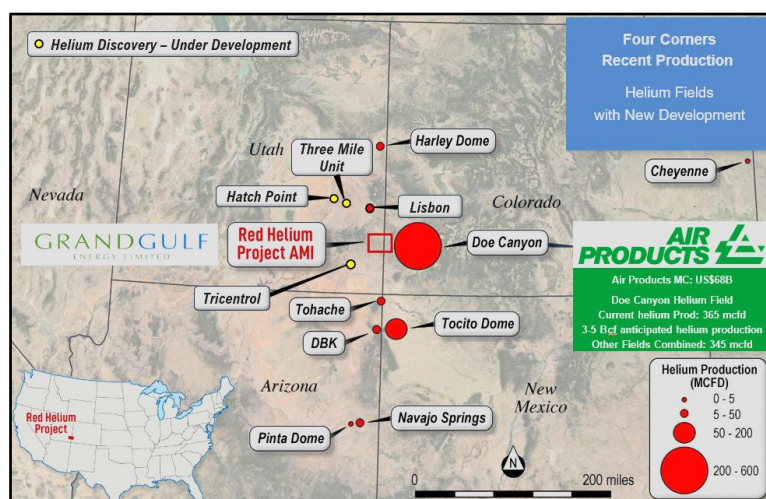 Helium Discovery – Under Development
Four Corners
Recent Production
Helium Fields
with New Development
Utah
Three Mile
Unit
Harley Dome
Cheyenne
Nevada
Hatch Point
Lisbon
Colorado
GRANDGULF
ENERGY LIMITED
Red Helium
Project AMI
Doe Canyon
AIR
PRODUCTS
Air Products MC: US$68B
Doe Canyon Helium Field
Current helium Prod: 365 mcfd
3-5 Bcf anticipated helium production
Other Fields Combined: 345 mcfd
Tricentrol
Tohache
DBK
Tocito Dome
Arizona
New
Mexico
Helium Production
(MCFD)
0 - 5
5 - 50
50 - 200
200 - 600
Red Helium
Project
Pinta Dome
Navajo Springs
N
0
200 miles